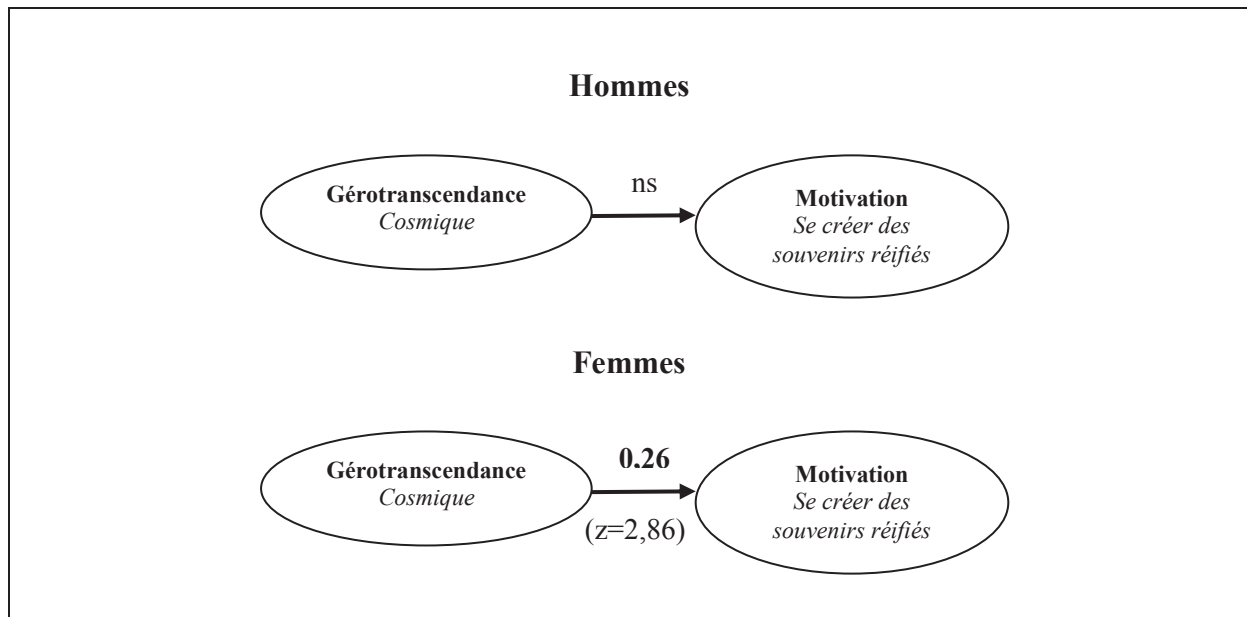 Hommes
Gérotranscendance
Cosmique
ns
Motivation
Se créer des
souvenirs réifiés
Femmes
Gérotranscendance
Cosmique
0,26
(z=2,86)
Motivation
Se créer des
souvenirs réifiés